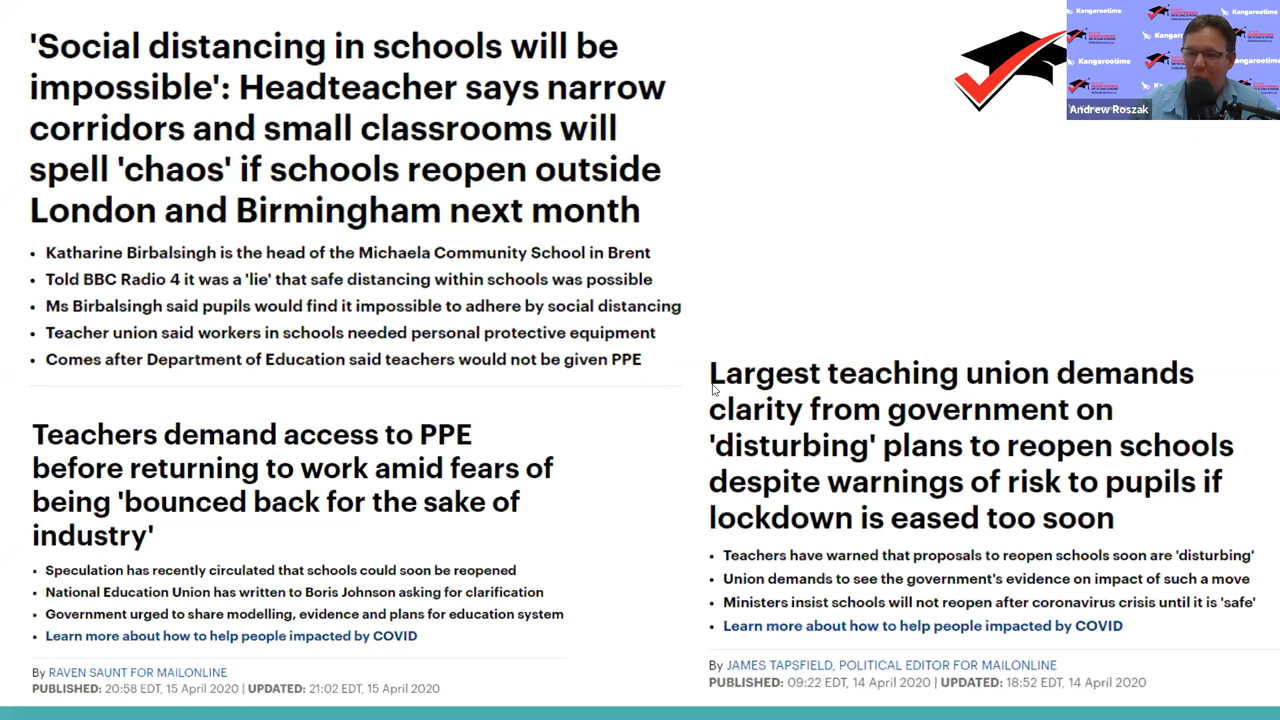 'Social distancing in schools will be
impossible': Headteacher says narrow
corridors and small classrooms will
spell 'chaos' if schools reopen outside
London and Birmingham next month
• Katharine Birbalsingh is the head of the Michaela Community School in Brent
• Told BBC Radio 4 it was a 'lie' that safe distancing within schools was possible
• Ms Birbalsingh said pupils would find it impossible to adhere by social distancing
• Teacher union said workers in schools needed personal protective equipment
• Comes after Department of Education said teachers would not be given PPE
Teachers demand access to PPE
before returning to work amid fears of
being 'bounced back for the sake of
industry'
• Speculation has recently circulated that schools could soon be reopened
• National Education Union has written to Boris Johnson asking for clarification
• Government urged to share modelling, evidence and plans for education system
• Learn more about how to help people impacted by COVID
By RAVEN SAUNT FOR MAILONLINE
PUBLISHED: 20:58 EDT, 15 April 2020 | UPDATED: 21:02 EDT, 15 April 2020
Largest teaching union demands
clarity from government on
'disturbing' plans to reopen schools
despite warnings of risk to pupils if
lockdown is eased too soon
• Teachers have warned that proposals to reopen schools soon are 'disturbing'
• Union demands to see the government's evidence on impact of such a move
• Ministers insist schools will not reopen after coronavirus crisis until it is 'safe'
• Learn more about how to help people impacted by COVID
By JAMES TAPSFIELD, POLITICAL EDITOR FOR MAILONLINE
PUBLISHED: 09:22 EDT, 14 April 2020 | UPDATED: 18:52 EDT, 14 April 2020
Kangarootime
Kangarootime
Kangarootime
Kangarootime
Andrew Roszak